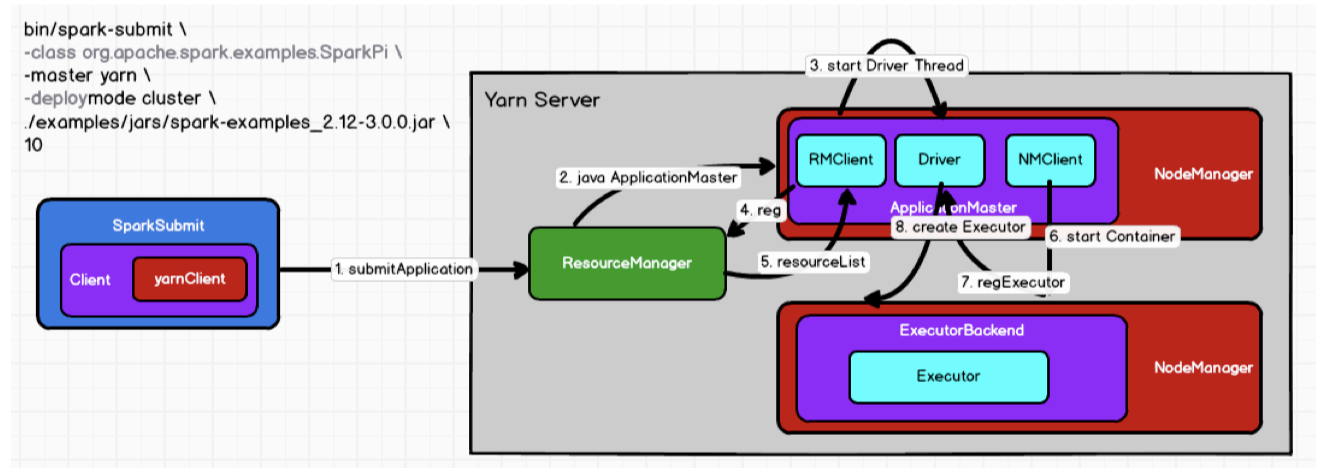 bin/spark-submit \
-class org.apache.spark.examples.SparkPi \
-master yarn \
-deploymode cluster \
./examples/jars/spark-examples_2.12-3.0.0.jar \
10
Yarn Server
3. start Driver Thread
RMClient
Driver
NMClient
NodeManager
2. java ApplicationMaster
4. reg
8. create Executor
6. start Container
SparkSubmit
Client
yarnClient
1. submitApplication
ResourceManager
5. resourceList
7. regExecutor
ExecutorBackend
Executor
NodeManager